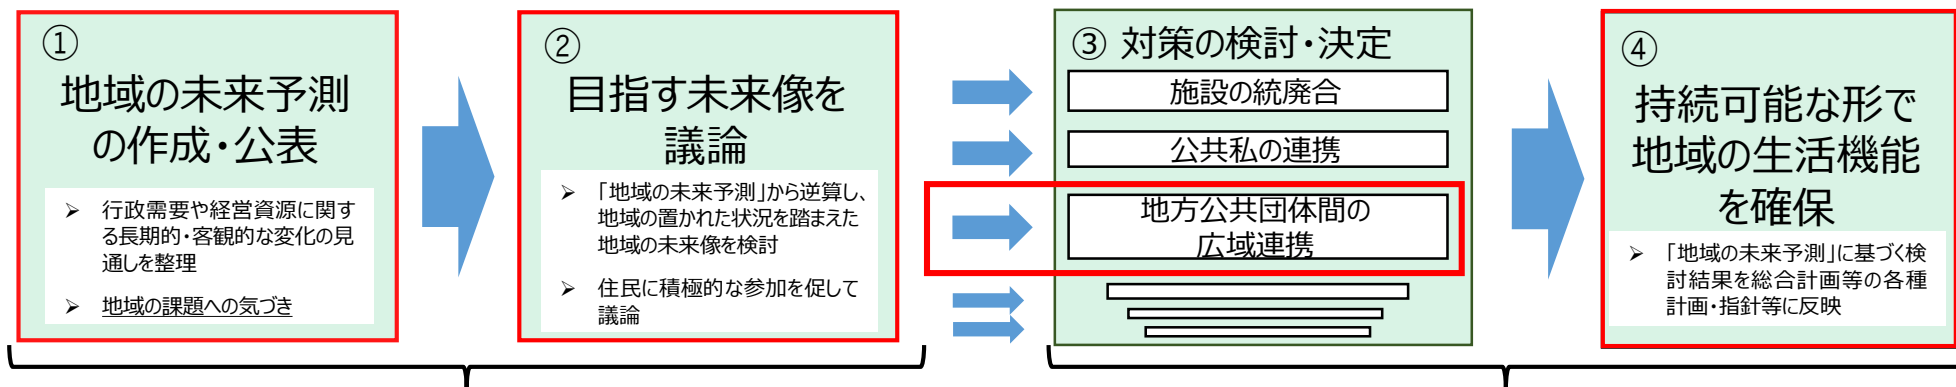 ①
地域の未来予測
の作成・公表
➢ 行政需要や経営資源に関す
る長期的・客観的な変化の見
通しを整理
➢ 地域の課題への気づき
②
目指す未来像を
議論
➢ 「地域の未来予測」から逆算し、
地域の置かれた状況を踏まえた
地域の未来像を検討
➢ 住民に積極的な参加を促して
議論
③ 対策の検討・決定
施設の統廃合
公共私の連携
地方公共団体間の
広域連携
④
持続可能な形で
地域の生活機能
を確保
➢ 「地域の未来予測」に基づく検
討結果を総合計画等の各種
計画・指針等に反映